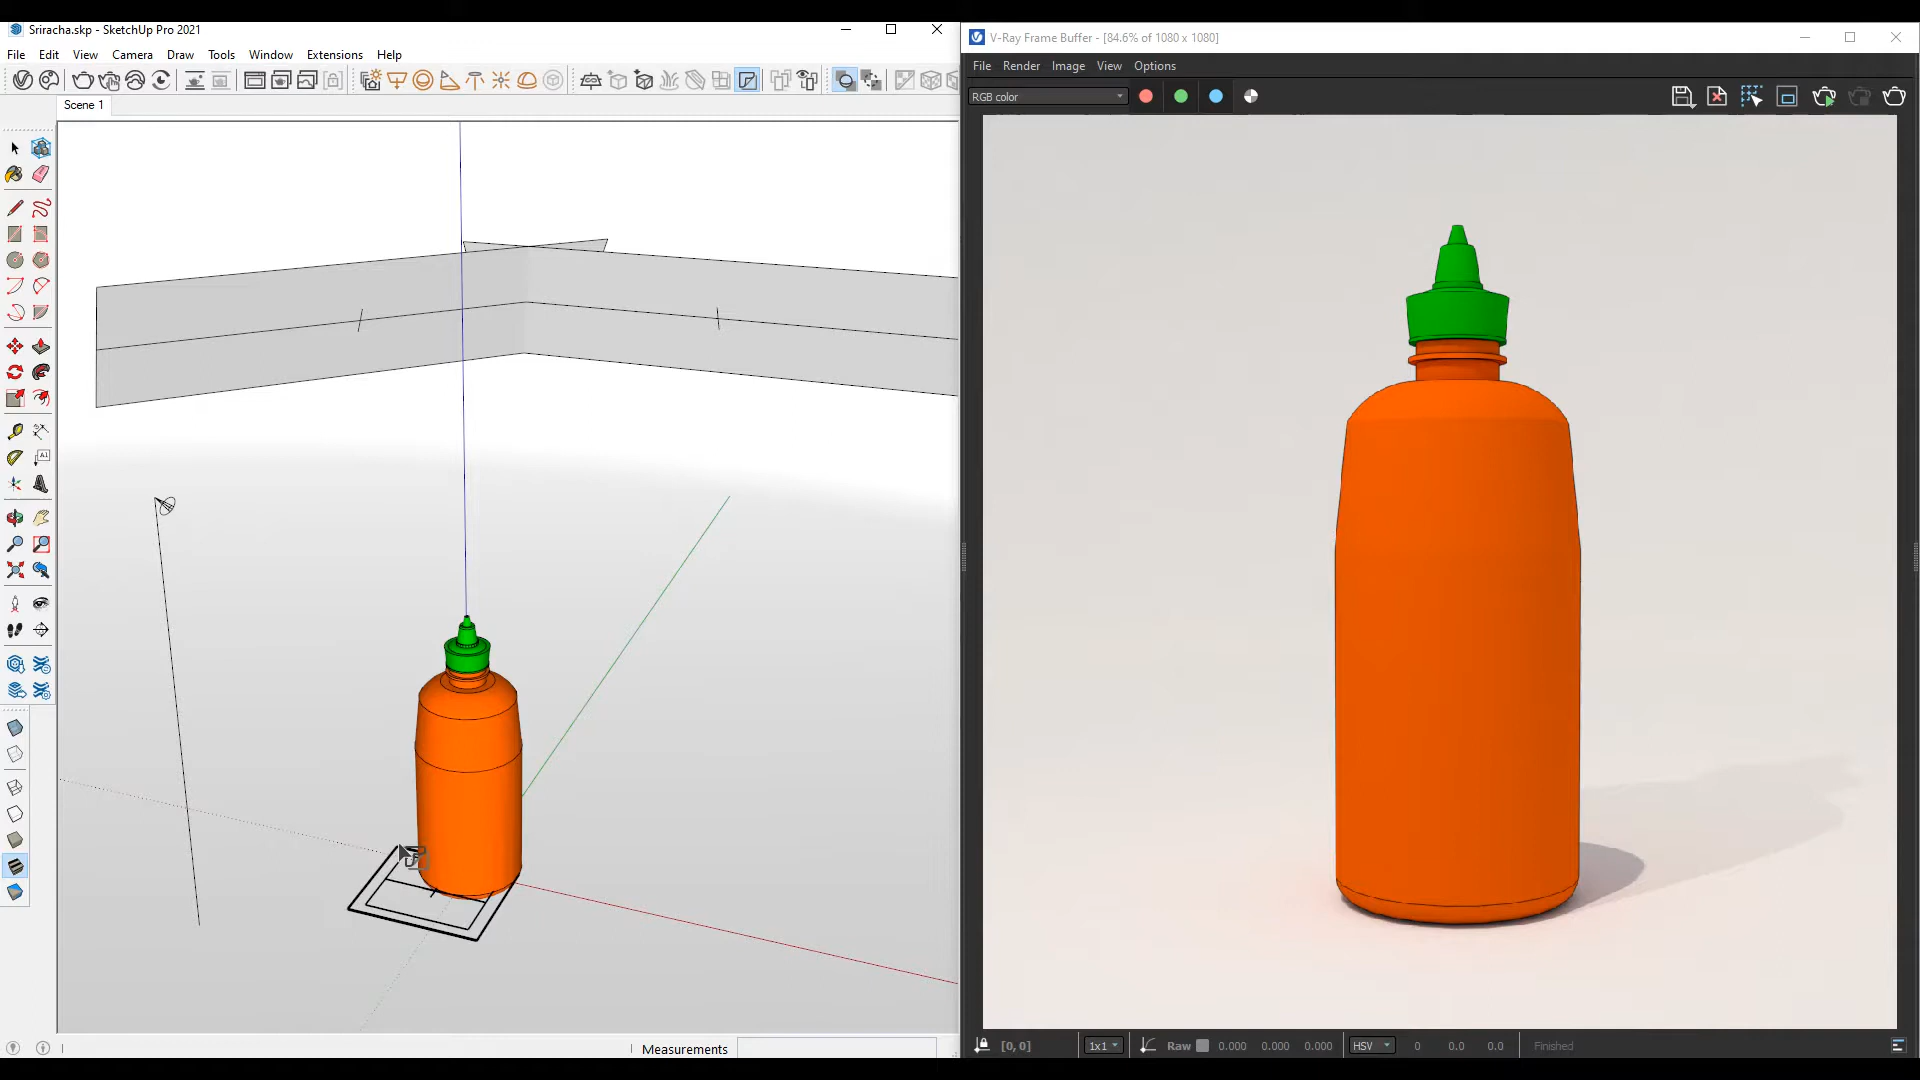 Sriracha.skp - SketchUp Pro 2021
File Edit View Camera Draw Tools Window Extensions Help
Scene 1
A1
Measurements
V-Ray Frame Buffer - [84.6% of 1080 x 1080]
File Render Image View Options
RGB color
[0, 0] 1x1 Raw 0.000 0.000 0.000 HSV 0 0.0 0.0 Finished